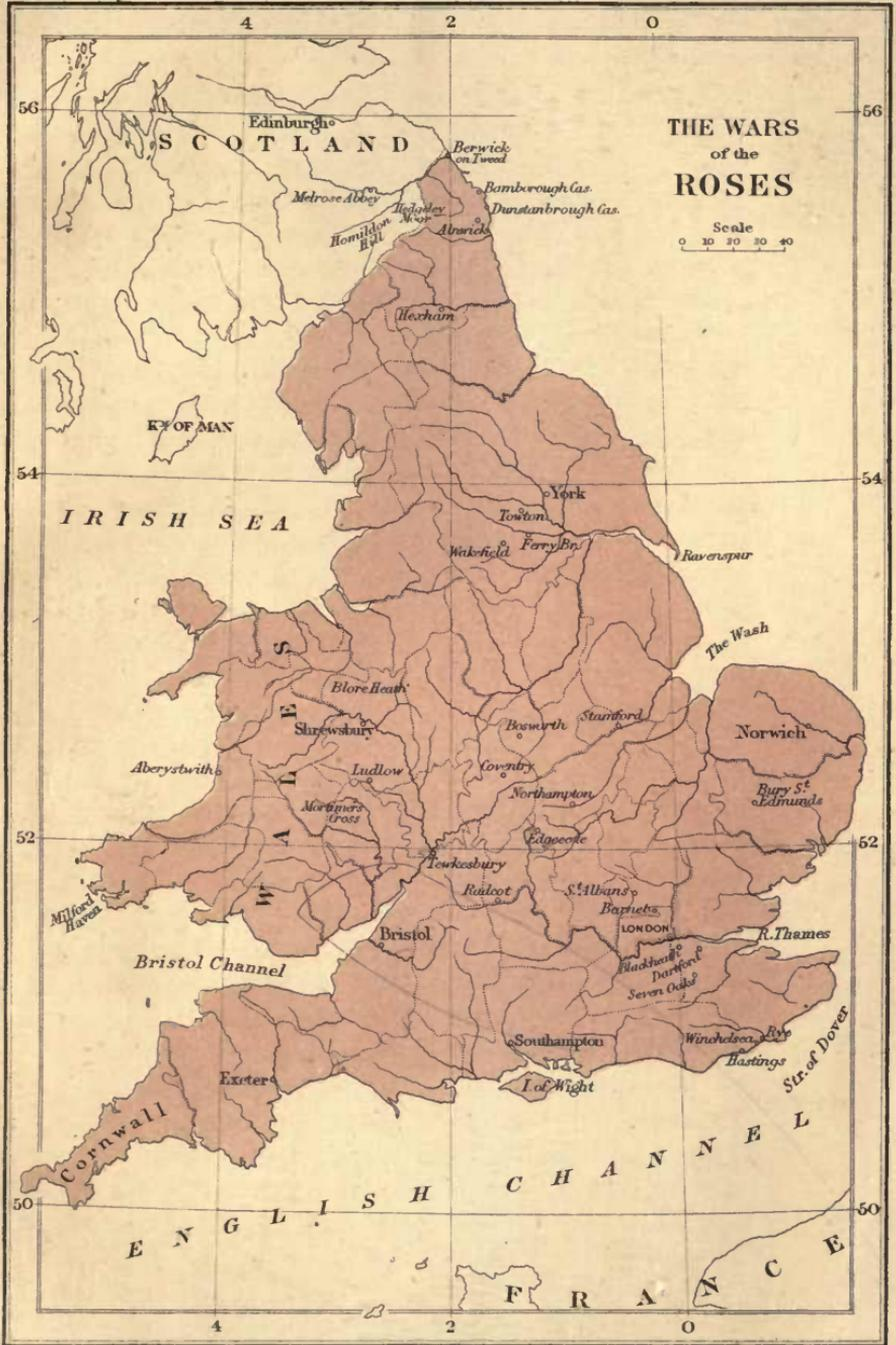 4 2 0
56 56
THE WARS
of the
ROSES
Scale
0 10 20 30 40
Edinburgh
SCOTLAND
Berwick
on Tweed
Melrose Abbey
Bamborough Cas.
Hedgeley
Moor
Dunstanbrough Cas.
Homildon
Hill
Alnwick
Hexham
OF MAN
54 54
York
IRISH SEA
Towton
Wakefield
Ferry Br.
Ravenspur
The Wash
WALES
Blore Heath
Shrewsbury
Bosworth
Stamford
Norwich
Aberystwith
Ludlow
Coventry
Mortimers
Cross
Northampton
Bury St.
Edmunds
52 52
Edgecote
Tewkesbury
Milford
Haven
Radcot
St. Albans
Barnet
Bristol
LONDON
R. Thames
Bristol Channel
Blackheath
Dartford
Seven Oaks
Southampton
Winchelsea
Rye
Hastings
Str. of Dover
Exeter
I. of Wight
Cornwall
50 50
ENGLISH CHANNEL
FRANCE
4 2 0